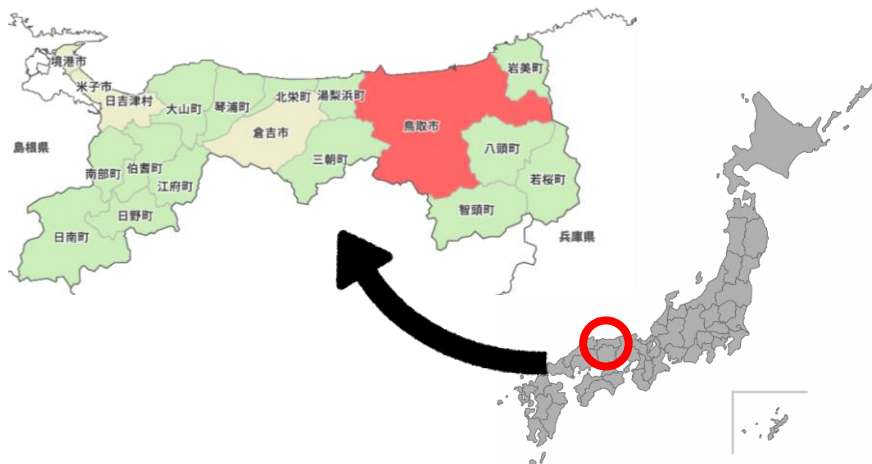 境港市
米子市
日吉津村
大山町
琴浦町
北栄町
湯梨浜町
岩美町
鳥取市
倉吉市
島根県
三朝町
八頭町
南部町
伯耆町
江府町
若桜町
智頭町
日野町
日南町
兵庫県